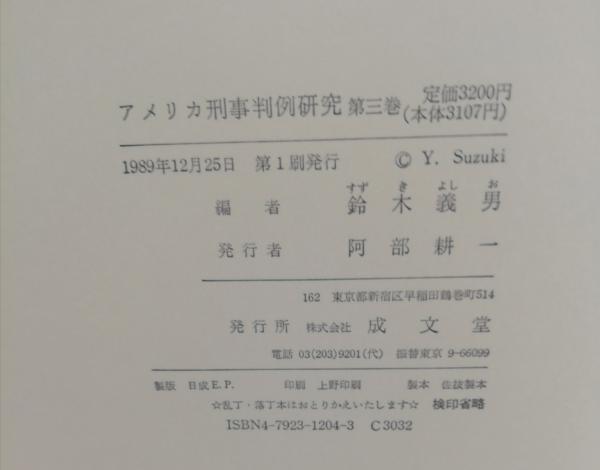 アメリカ刑事判例研究 第三巻 定価3200円
(本体3107円)
1989年12月25日 第1刷発行 © Y. Suzuki
すず き よし お
編者 鈴木義男
発行者 阿部耕一
162 東京都新宿区早稲田鶴巻町514
発行所 株式会社 成文堂
電話 03(203)9201(代) 振替東京 9-66099
製版 日成E.P. 印刷 上野印刷 製本 佐抜製本
☆乱丁・落丁本はおとりかえいたします☆ 検印省略
ISBN4-7923-1204-3 C3032